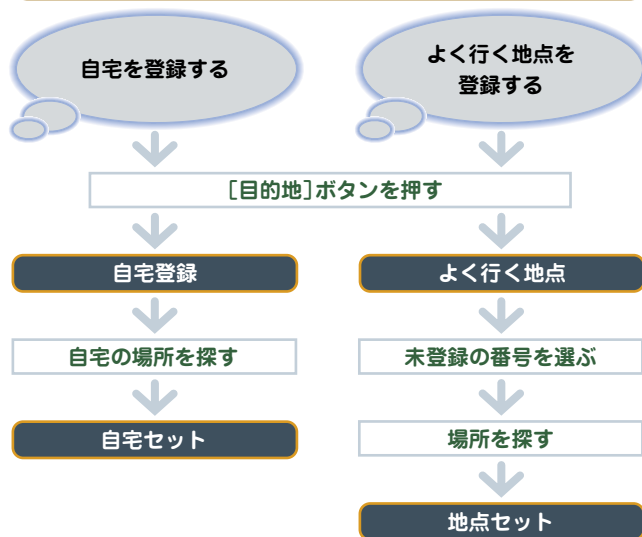 自宅を登録する
よく行く地点を
登録する
[目的地]ボタンを押す
自宅登録
よく行く地点
自宅の場所を探す
未登録の番号を選ぶ
自宅セット
場所を探す
地点セット